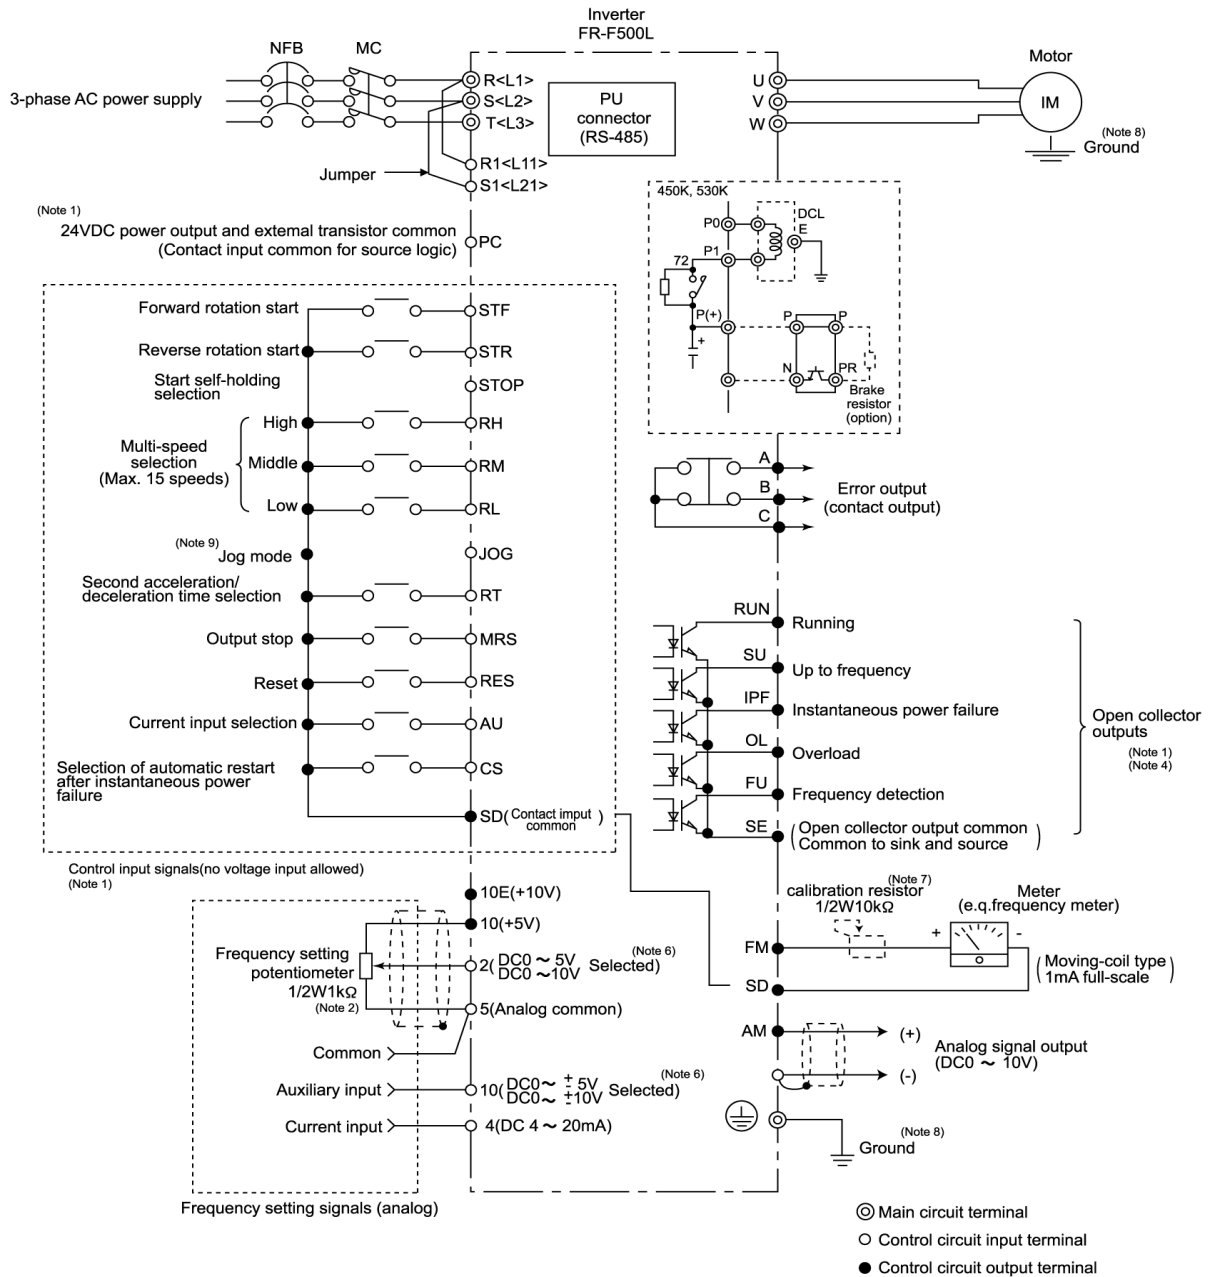 Inverter
FR-F500L
NFB
MC
Motor
3-phase AC power supply
R<L1>
S<L2>
T<L3>
R1<L11>
S1<L21>
Jumper
PU
connector
(RS-485)
U
V
W
IM
(Note 8)
Ground
(Note 1)
24VDC power output and external transistor common
(Contact input common for source logic)
PC
450K, 530K
P0
DCL
E
P1
72
P(+)
+
P
P
N
PR
Brake
resistor
(option)
Forward rotation start
STF
Reverse rotation start
STR
Start self-holding
selection
STOP
Multi-speed
selection
(Max. 15 speeds)
High
RH
Middle
RM
Low
RL
(Note 9)
Jog mode
JOG
Second acceleration/
deceleration time selection
RT
Output stop
MRS
Reset
RES
Current input selection
AU
Selection of automatic restart
after instantaneous power
failure
CS
SD(Contact imput
common)
Control input signals(no voltage input allowed)
(Note 1)
A
B
C
Error output
(contact output)
RUN
Running
SU
Up to frequency
IPF
Instantaneous power failure
OL
Overload
FU
Frequency detection
SE
(Open collector output common
Common to sink and source)
Open collector
outputs
(Note 1)
(Note 4)
10E(+10V)
10(+5V)
Frequency setting
potentiometer
1/2W1kΩ
(Note 2)
2(DC0 ~ 5V
DC0 ~10V Selected)
(Note 6)
5(Analog common)
Common
Auxiliary input
10(DC0~ ± 5V
DC0~ ±10V Selected)
(Note 6)
Current input
4(DC 4 ~ 20mA)
Frequency setting signals (analog)
(Note 7)
calibration resistor
1/2W10kΩ
Meter
(e.q.frequency meter)
+
-
FM
SD
(Moving-coil type
1mA full-scale)
AM
(+)
(-)
Analog signal output
(DC0 ~ 10V)
(Note 8)
Ground
Main circuit terminal
Control circuit input terminal
Control circuit output terminal